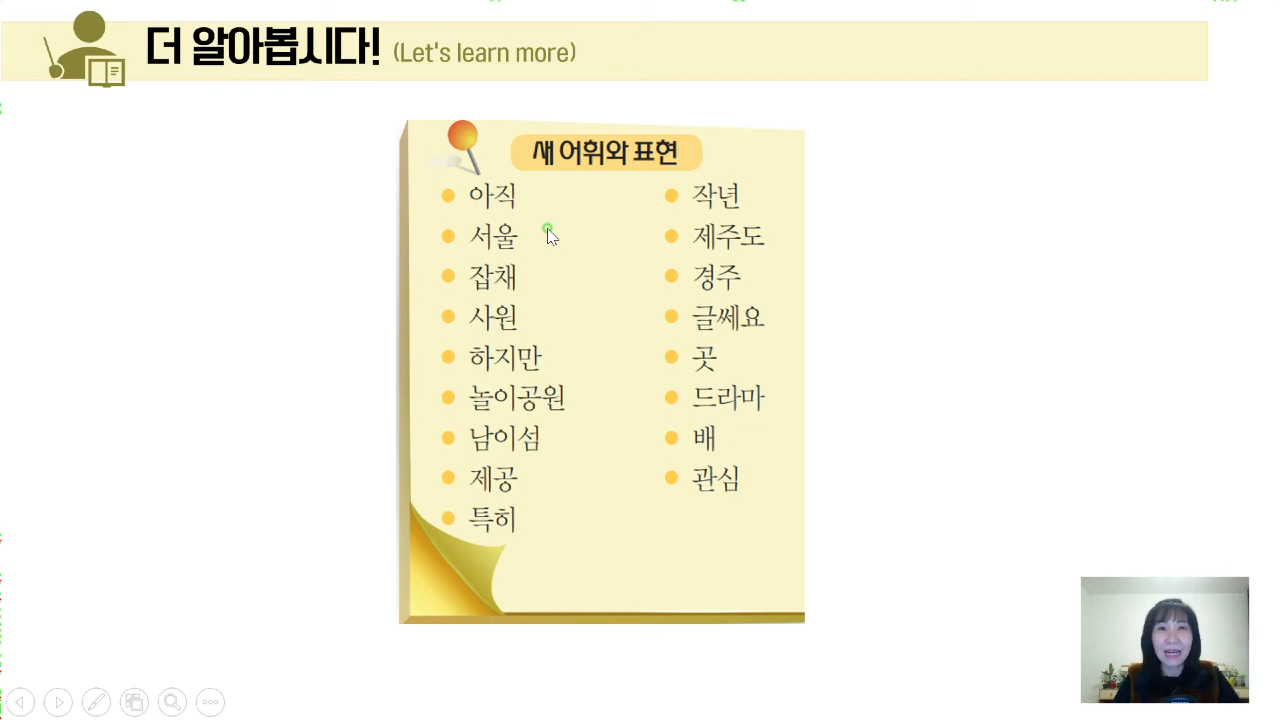 더 알아봅시다! (Let's learn more)
새 어휘와 표현
아직
서울
잡채
사원
하지만
놀이공원
남이섬
제공
특히
작년
제주도
경주
글쎄요
곳
드라마
배
관심